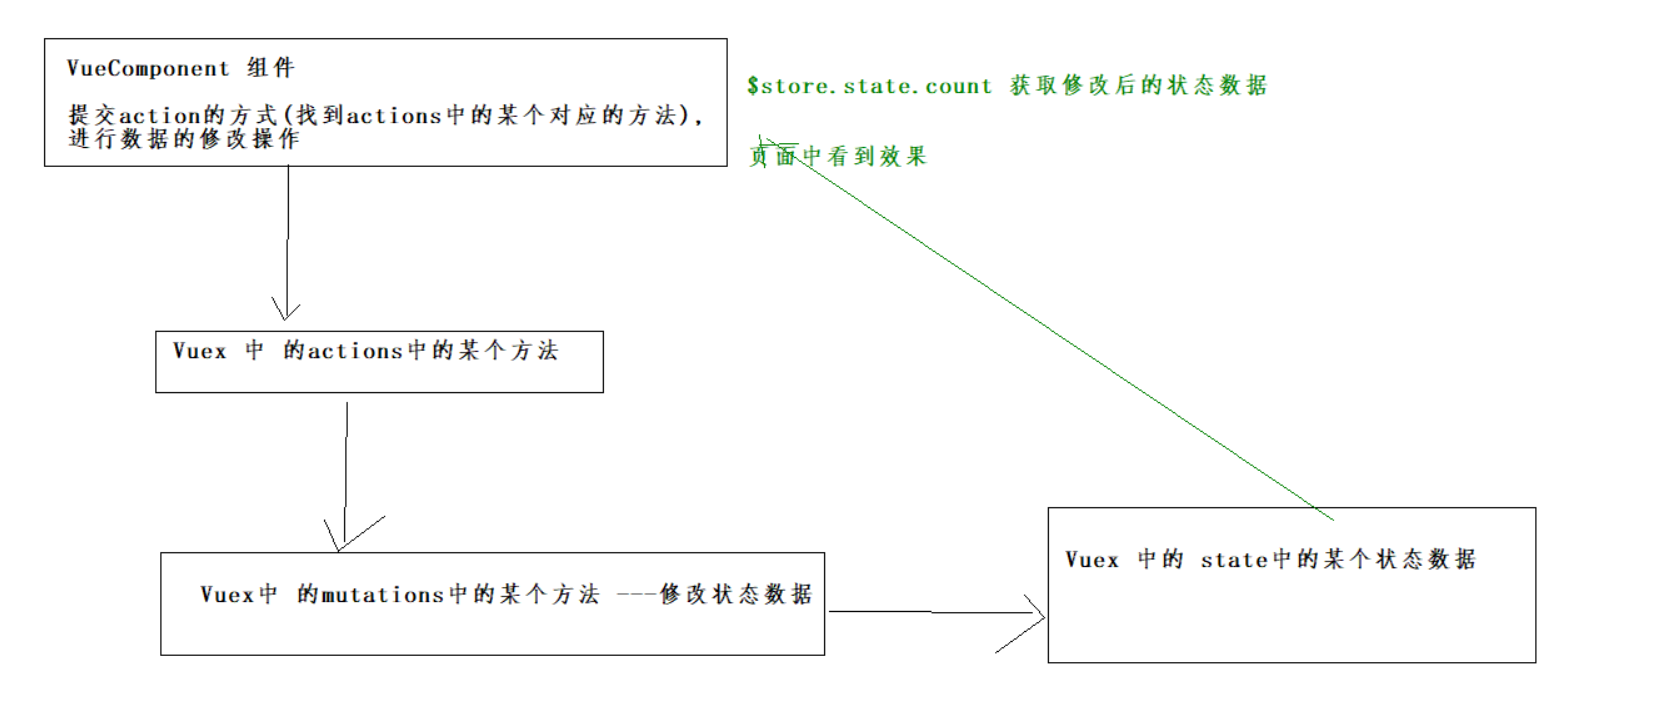 VueComponent 组件
提交action的方式(找到actions中的某个对应的方法),
进行数据的修改操作
$store.state.count 获取修改后的状态数据
页面中看到效果
Vuex 中 的actions中的某个方法
Vuex中 的mutations中的某个方法 ---修改状态数据
Vuex 中的 state中的某个状态数据